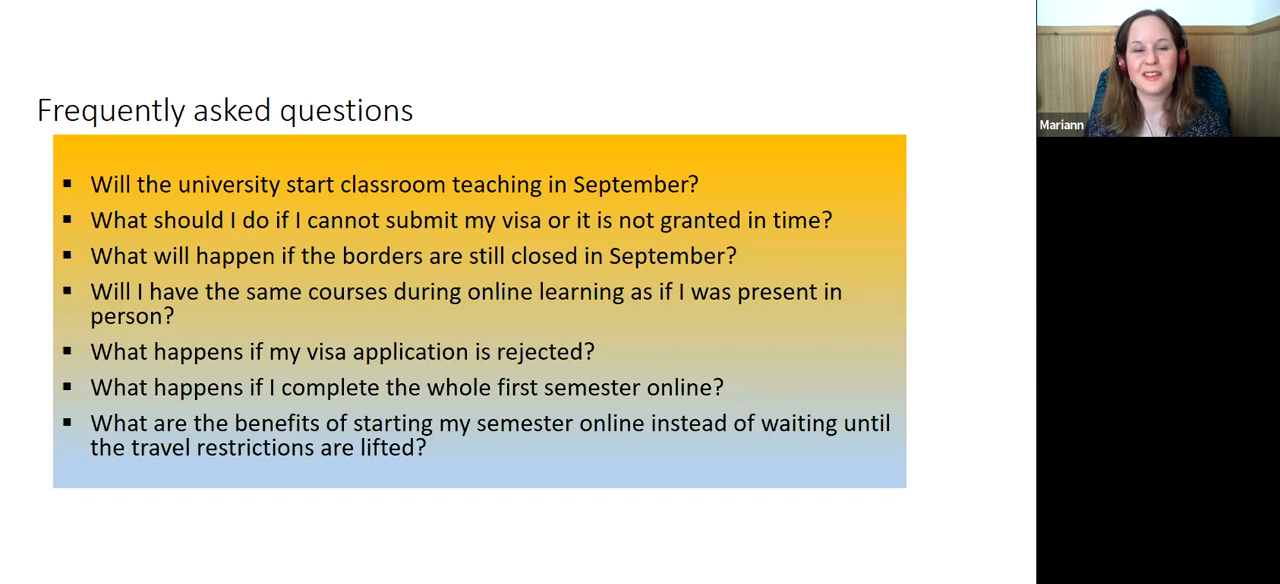 Frequently asked questions
▪ Will the university start classroom teaching in September?
▪ What should I do if I cannot submit my visa or it is not granted in time?
▪ What will happen if the borders are still closed in September?
▪ Will I have the same courses during online learning as if I was present in
person?
▪ What happens if my visa application is rejected?
▪ What happens if I complete the whole first semester online?
▪ What are the benefits of starting my semester online instead of waiting until
the travel restrictions are lifted?
Mariann